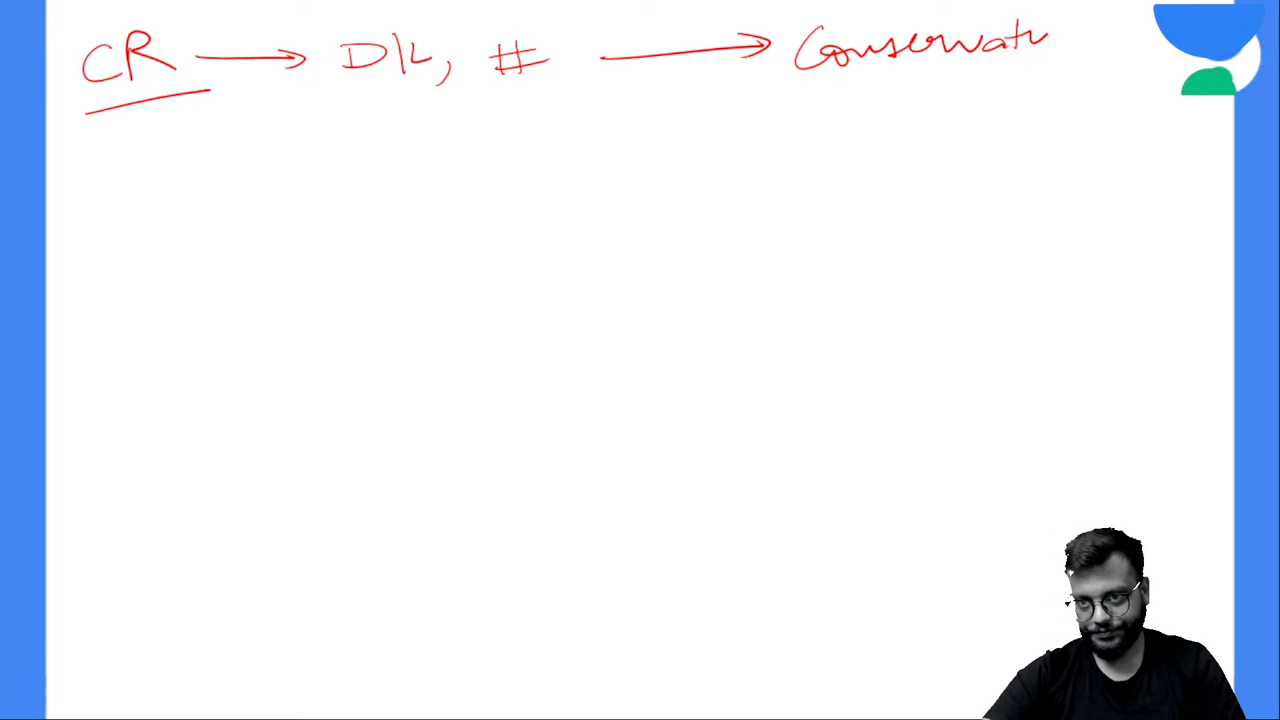 CR → D/L, # → Conservati